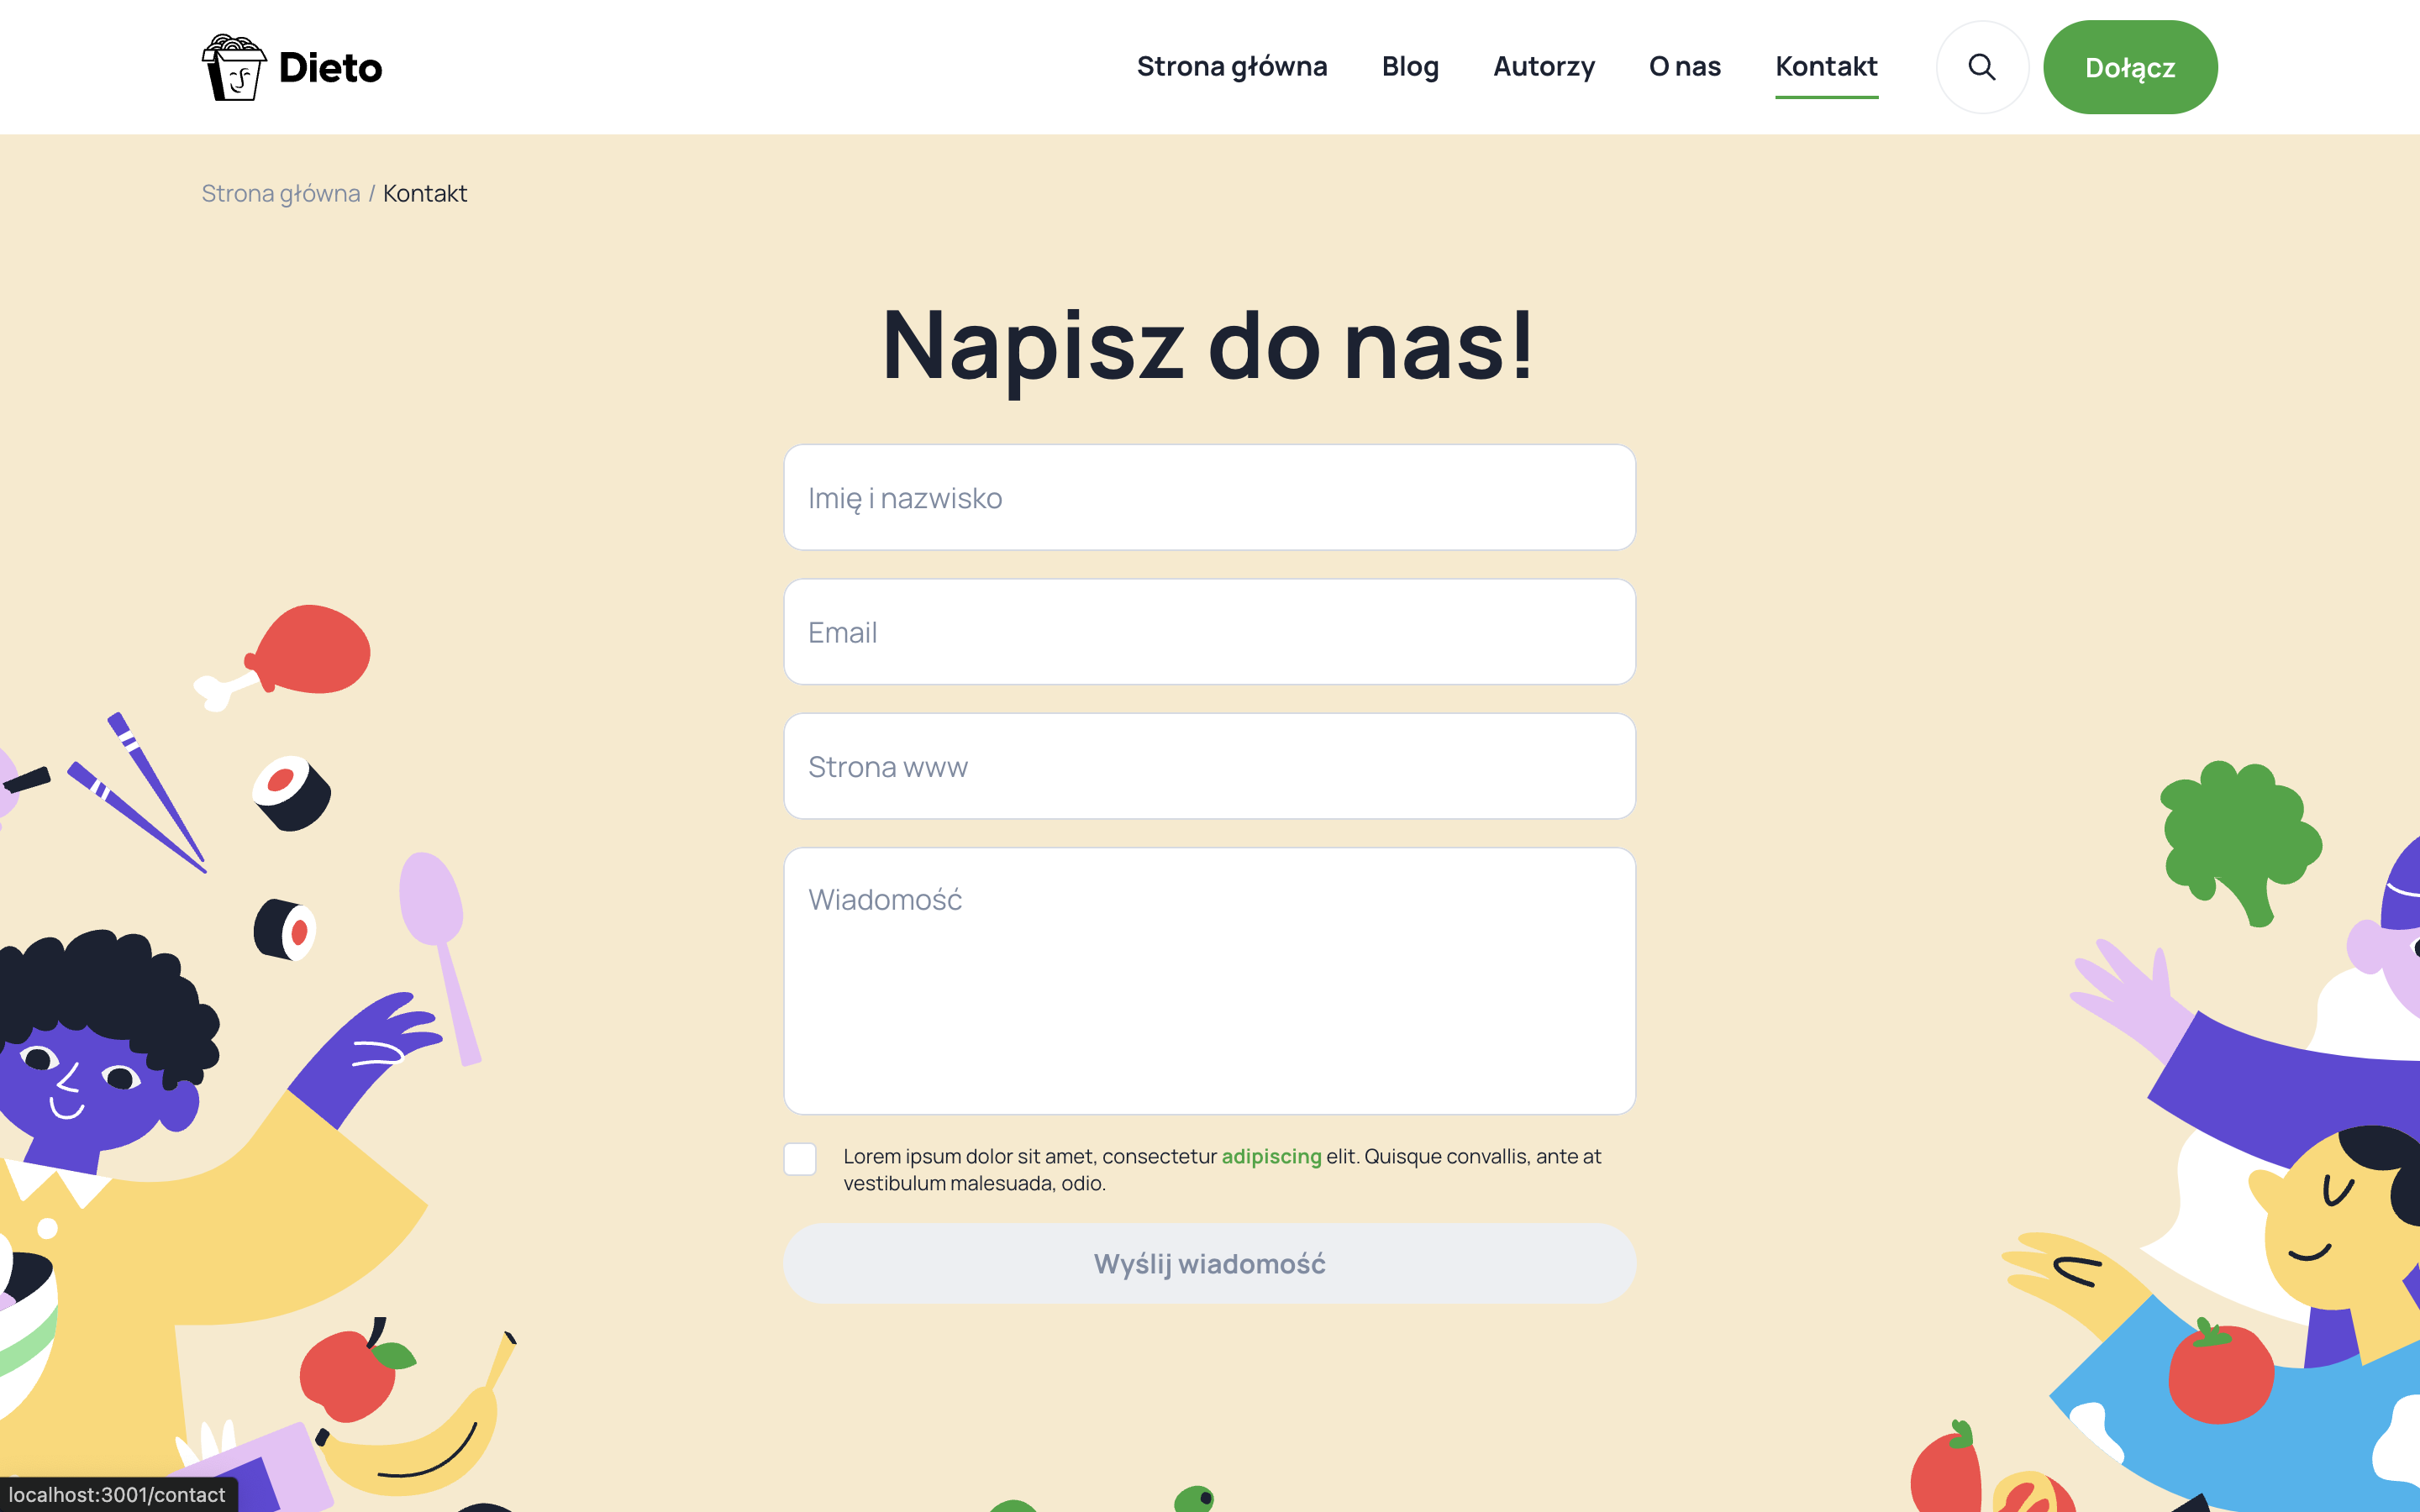 Dieto
Strona główna
Blog
Autorzy
O nas
Kontakt
Dołącz
Strona główna / Kontakt
Napisz do nas!
Imię i nazwisko
Email
Strona www
Wiadomość
Lorem ipsum dolor sit amet, consectetur adipiscing elit. Quisque convallis, ante at
vestibulum malesuada, odio.
Wyślij wiadomość
localhost:3001/contact